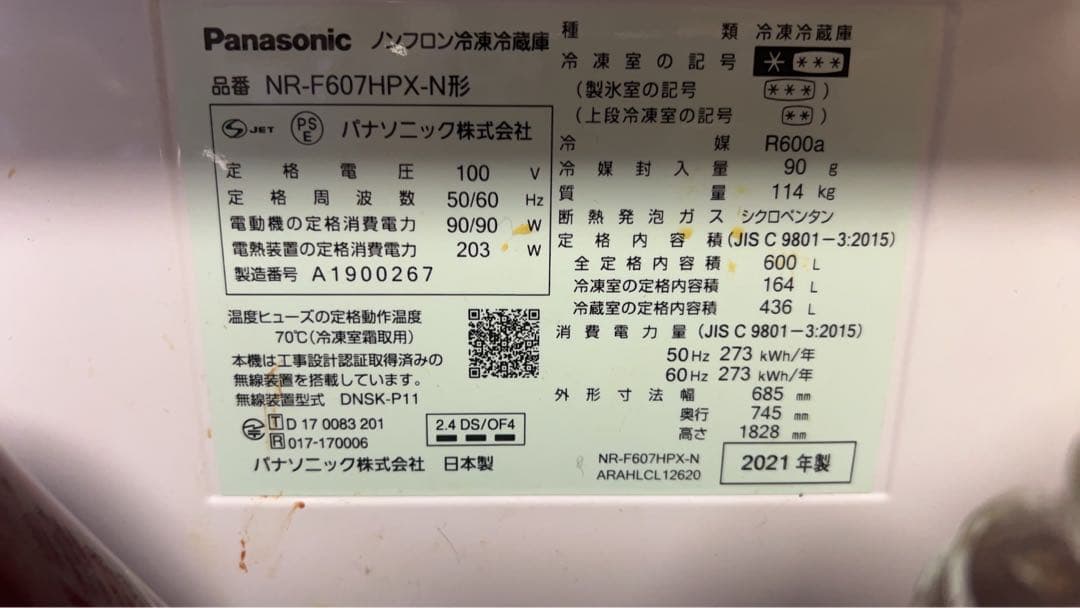 Panasonic ノンフロン冷凍冷蔵庫
品番 NR-F607HPX-N形
S JET PS E パナソニック株式会社
定格電圧 100 V
定格周波数 50/60 Hz
電動機の定格消費電力 90/90 W
電熱装置の定格消費電力 203 W
製造番号 A1900267
温度ヒューズの定格動作温度
70℃(冷凍室霜取用)
本機は工事設計認証取得済みの
無線装置を搭載しています。
無線装置型式 DNSK-P11
T D 17 0083 201
R 017-170006
2.4 DS/OF4
パナソニック株式会社 日本製
種類 冷凍冷蔵庫
冷凍室の記号 * ***
(製氷室の記号 *** )
(上段冷凍室の記号 ** )
冷媒 R600a
冷媒封入量 90 g
質量 114 kg
断熱発泡ガス シクロペンタン
定格内容積 (JIS C 9801-3:2015)
全定格内容積 600 L
冷凍室の定格内容積 164 L
冷蔵室の定格内容積 436 L
消費電力量 (JIS C 9801-3:2015)
50Hz 273 kWh/年
60Hz 273 kWh/年
外形寸法 幅 685 mm
奥行 745 mm
高さ 1828 mm
NR-F607HPX-N
ARAHLCL12620
2021年製